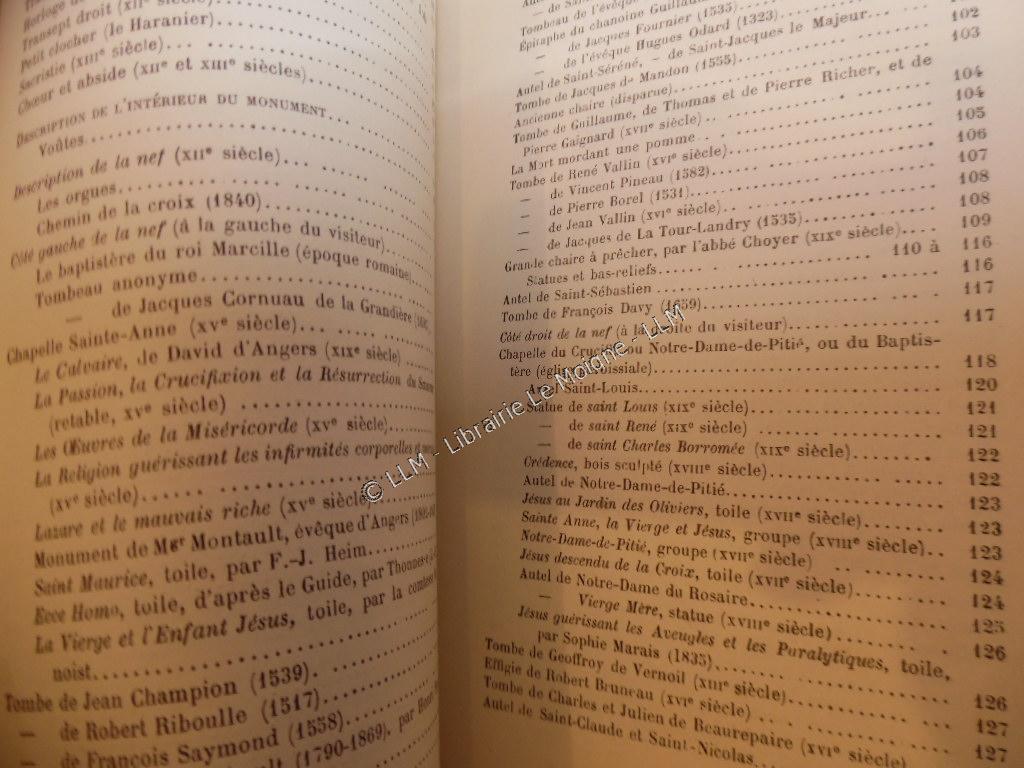 Horloge de
Transept droit (XIIe siècle)
Petit clocher (le Haranier)
Sacristie (XIIIe siècle)...
Chœur et abside (XIIe et XIIIe siècles)
DESCRIPTION DE L'INTÉRIEUR DU MONUMENT
Voûtes
Description de la nef (XIIe siècle)
Les orgues
Chemin de la croix (1840)
Côté gauche de la nef (à la gauche du visiteur)
Le baptistère du roi Marcille (époque romaine)
Tombeau anonyme
— de Jacques Cornuau de la Grandière
Chapelle Sainte-Anne (XVe siècle)
Le Calvaire, de David d'Angers (XIXe siècle)
La Passion, la Crucifixion et la Résurrection du
(retable, XVe siècle)
Les Œuvres de la Miséricorde (XVe siècle)
La Religion guérissant les infirmités corporelles et
(XVe siècle)
Lazare et le mauvais riche (XVe siècle)
Monument de Mgr Montault, évêque d'Angers
Saint Maurice, toile, par F.-J. Heim
Ecce Homo, toile, d'après le Guide, par
La Vierge et l'Enfant Jésus, toile, par la comtesse
noist
Tombe de Jean Champion (1539).
— de Robert Riboulle (1517)
— de François Saymond (1558)
(1790-1869), par
— de Saint
Tombeau de l'évêque
Épitaphe du chanoine
— de Jacques Fournier (1535)
— de l'évêque Hugues Odard (1323) 102
Autel de Saint-Séréné, — de Saint-Jacques le Majeur 103
Tombe de Jacques de Mandon (1555)
Ancienne chaire (disparue) 104
Tombe de Guillaume, de Thomas et de Pierre Richer, et de
Pierre Gaignard (XVIIe siècle) 104
La Mort mordant une pomme 105
Tombe de René Vallin (XVIe siècle) 106
— de Vincent Pineau (1582) 107
— de Pierre Borel (1531) 108
— de Jean Vallin (XVIe siècle) 108
— de Jacques de La Tour-Landry (1535) 109
Grande chaire à prêcher, par l'abbé Choyer (XIXe siècle)
Statues et bas-reliefs 110 à 116
Autel de Saint-Sébastien 116
Tombe de François Davy (1659) 117
Côté droit de la nef (à la droite du visiteur) 117
Chapelle du Crucifix, ou Notre-Dame-de-Pitié, ou du Baptis-
tère (église paroissiale) 118
Autel Saint-Louis 120
Statue de saint Louis (XIXe siècle) 121
— de saint René (XIXe siècle) 121
— de saint Charles Borromée (XIXe siècle) 122
Crédence, bois sculpté (XVIIIe siècle) 122
Autel de Notre-Dame-de-Pitié 123
Jésus au Jardin des Oliviers, toile (XVIIe siècle) 123
Sainte Anne, la Vierge et Jésus, groupe (XVIIIe siècle) 123
Notre-Dame-de-Pitié, groupe (XVIIe siècle) 124
Jésus descendu de la Croix, toile (XVIIe siècle) 124
Autel de Notre-Dame du Rosaire 125
— Vierge Mère, statue (XVIIIe siècle) 126
Jésus guérissant les Aveugles et les Paralytiques, toile,
par Sophie Marais (1835) 126
Tombe de Geoffroy de Vernoil (XIIIe siècle) 127
Effigie de Robert Bruneau (XVIe siècle) 127
Tombe de Charles et Julien de Beaurepaire (XVIe siècle)
Autel de Saint-Claude et Saint-Nicolas
© LLM - Librairie Le Moigne - LLM